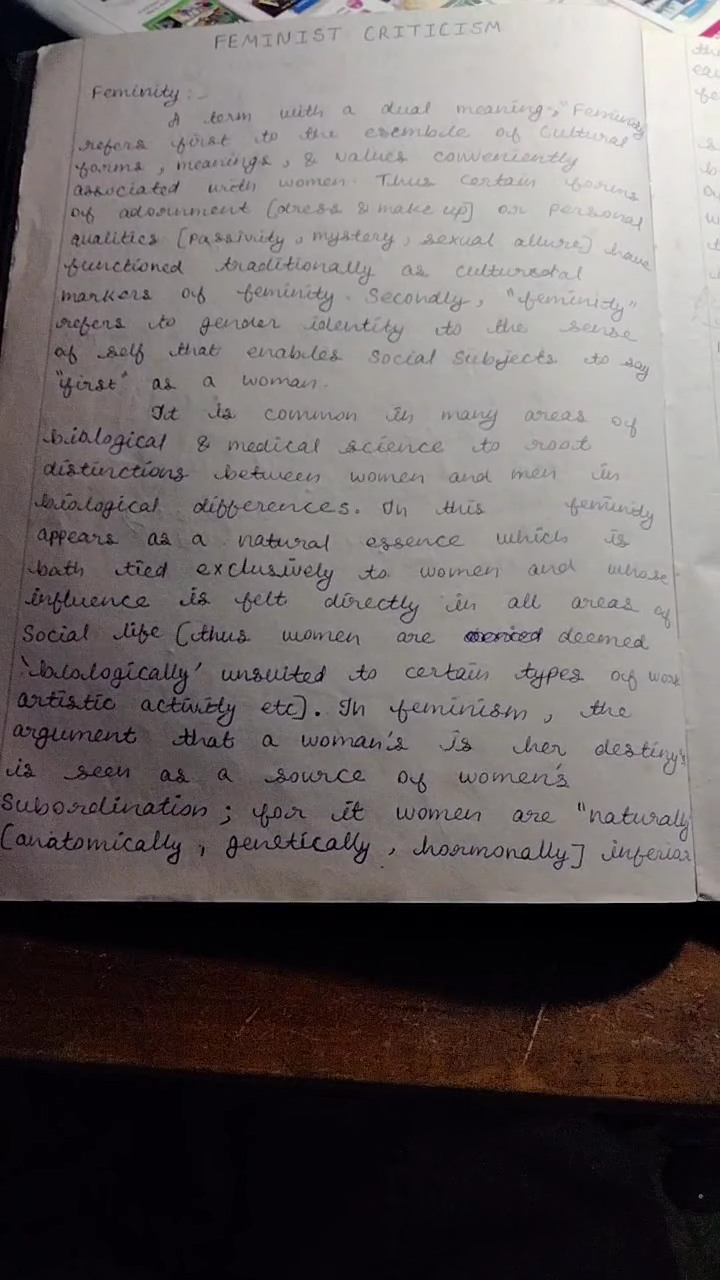 FEMINIST CRITICISM
Feminity :-
A term with a dual meaning, "Feminity
refers first to the esemble of Cultural
forms, meanings, & values conveniently
associated with women. Thus certain forms
of adornment [dress & make up] or personal
qualities [passivity, mystery, sexual allure] have
functioned traditionally as
markers of feminity. Secondly, "feminity"
refers to gender identity to the sense
of self that enables Social Subjects to say
"first" as a woman.
It is common in many areas of
biological & medical science to root
distinctions between women and men in
biological differences. In this feminity
appears as a natural essence which is
both tied exclusively to women and whose
influence is felt directly in all areas of
Social life [thus women are deemed
'biologically' unsuited to certain types of work
artistic activity etc]. In feminism, the
argument that a woman's is her destiny
is seen as a source of women's
Subordination; for it women are "naturally
[anatomically, genetically, hormonally] inferior
the